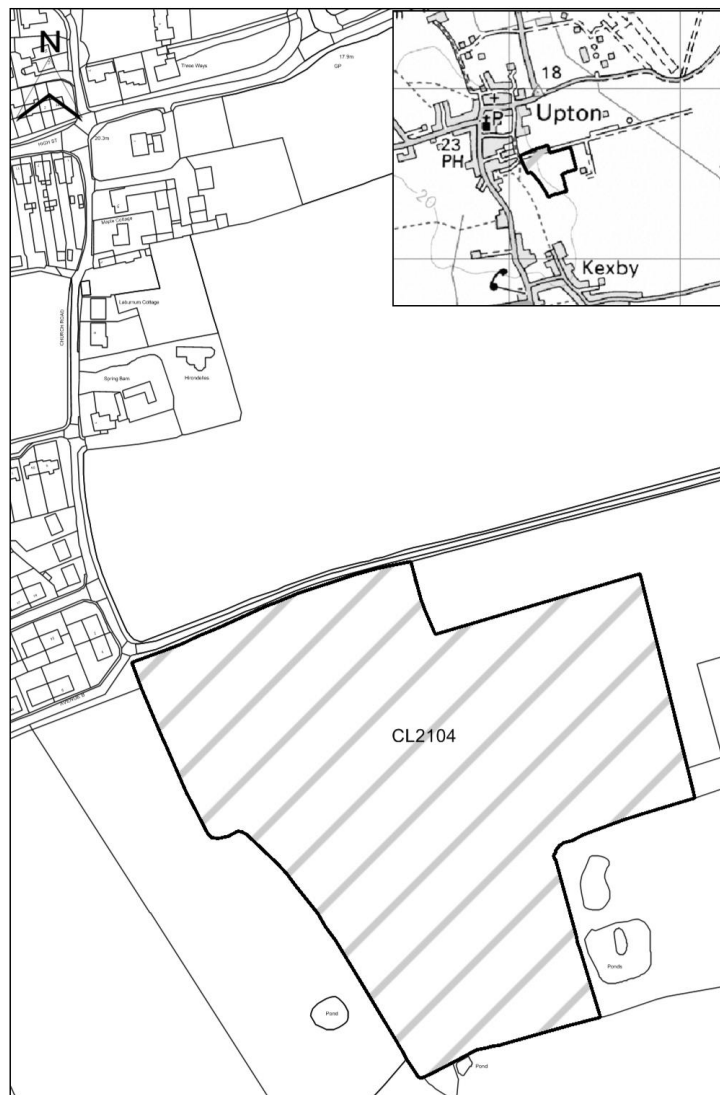 N
Three Ways
17.9m
GP
HIGH ST
20.3m
Maple Cottage
CHURCH ROAD
Laburnum Cottage
Spring Barn
Hirondelles
18
Upton
P
23
PH
20
Kexby
CL2104
Ponds
Pond
Pond